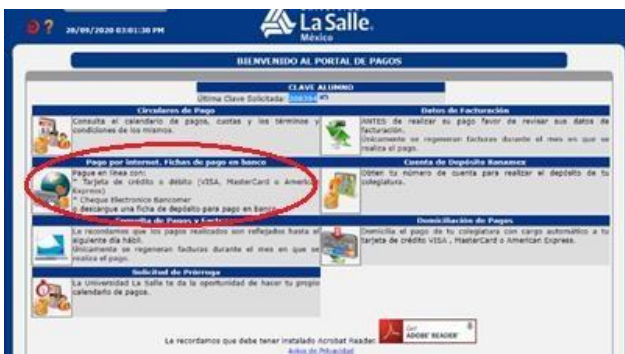 28/09/2020 03:01:30 PM
La Salle.
México
BIENVENIDO AL PORTAL DE PAGOS
CLAVE ALUMNO
Última Clave Solicitada:
Circulares de Pago
Consulta el calendario de pagos, cuotas y los términos y
condiciones de los mismos.
Datos de Facturación
ANTES de realizar su pago favor de revisar sus datos de
facturación.
Únicamente se regeneran facturas durante el mes en que se
realiza el pago.
Pago por internet. Fichas de pago en banco
Pague en línea con:
* Tarjeta de crédito o débito (VISA, MasterCard o American
Express)
* Cheque Electronico Bancomer
o descargue una ficha de depósito para pago en banco
Cuenta de Depósito Banamex
Obten tu número de cuenta para realizar el depósito de tu
colegiatura.
Consulta de Pagos y Facturas
Le recordamos que los pagos realizados son reflejados hasta el
siguiente día hábil.
Únicamente se regeneran facturas durante el mes en que se
realiza el pago.
Domiciliación de Pagos
Domicilia el pago de tu colegiatura con cargo automático a tu
tarjeta de crédito VISA , MasterCard o American Express.
Solicitud de Prórroga
La Universidad La Salle te da la oportunidad de hacer tu propio
calendario de pagos.
Le recordamos que debe tener instalado Acrobat Reader.
Get
ADOBE READER
Aviso de Privacidad